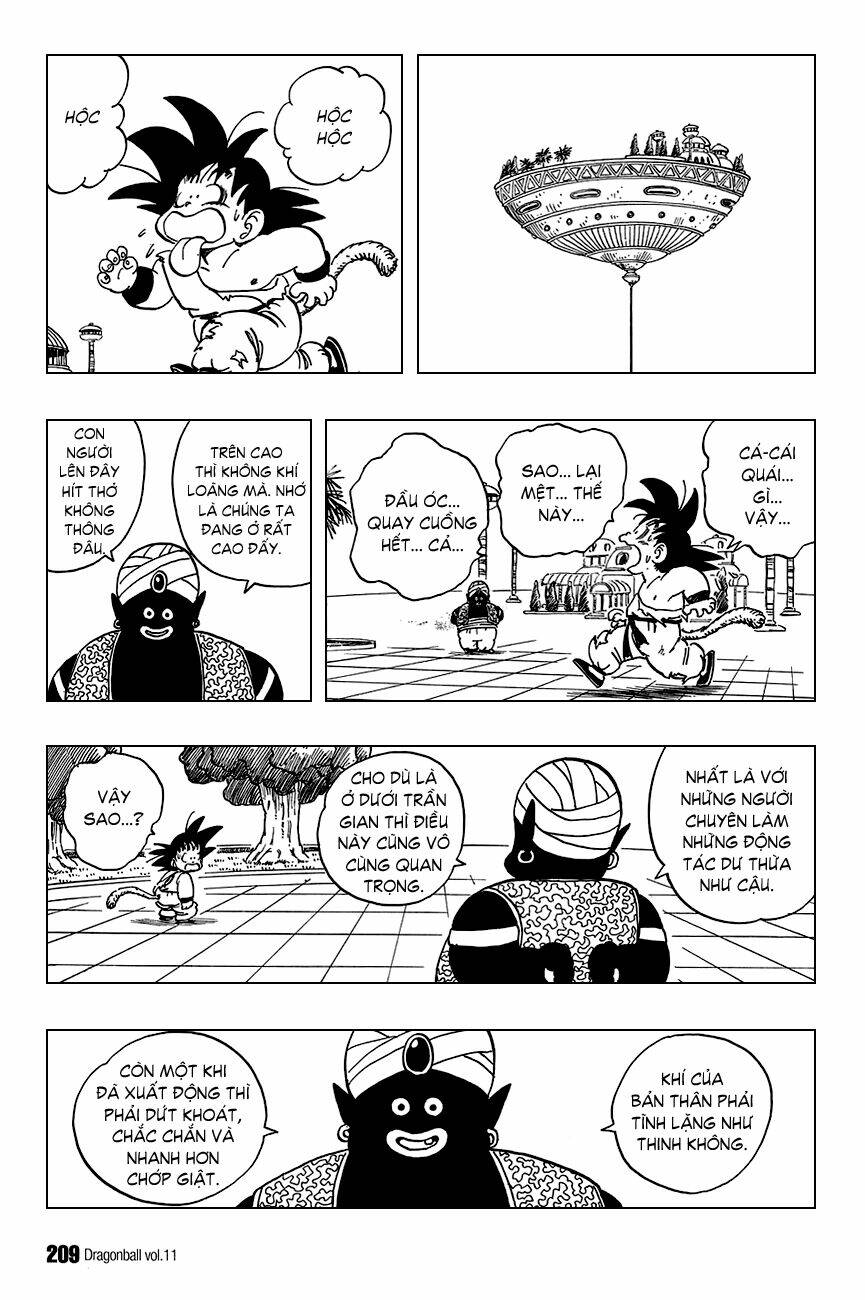 HỘC
HỘC
HỘC
CÁ-CÁI
QUÁI...
GÌ...
VẬY...
SAO... LẠI
MỆT... THẾ
NÀY...
ĐẦU ÓC...
QUAY CUỒNG
HẾT... CẢ...
TRÊN CAO
THÌ KHÔNG KHÍ
LOÃNG MÀ. NHỚ
LÀ CHÚNG TA
ĐANG Ở RẤT
CAO ĐẤY.
CON
NGƯỜI
LÊN ĐÂY
HÍT THỞ
KHÔNG
THÔNG
ĐÂU.
NHẤT LÀ VỚI
NHỮNG NGƯỜI
CHUYÊN LÀM
NHỮNG ĐỘNG
TÁC DƯ THỪA
NHƯ CẬU.
CHO DÙ LÀ
Ở DƯỚI TRẦN
GIAN THÌ ĐIỀU
NÀY CŨNG VÔ
CÙNG QUAN
TRỌNG.
VẬY
SAO...?
KHÍ CỦA
BẢN THÂN PHẢI
TĨNH LẶNG NHƯ
THINH KHÔNG.
CÒN MỘT KHI
ĐÃ XUẤT ĐỘNG THÌ
PHẢI DỨT KHOÁT,
CHẮC CHẮN VÀ
NHANH HƠN
CHỚP GIẬT.
209 Dragonball vol.11